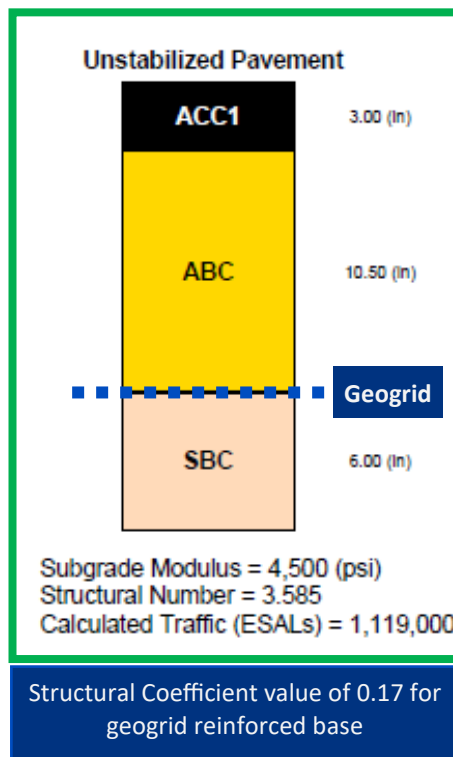 Unstabilized Pavement
ACC1 3.00 (in)
ABC 10.50 (in)
Geogrid
SBC 6.00 (in)
Subgrade Modulus = 4,500 (psi)
Structural Number = 3.585
Calculated Traffic (ESALs) = 1,119,000
Structural Coefficient value of 0.17 for
geogrid reinforced base